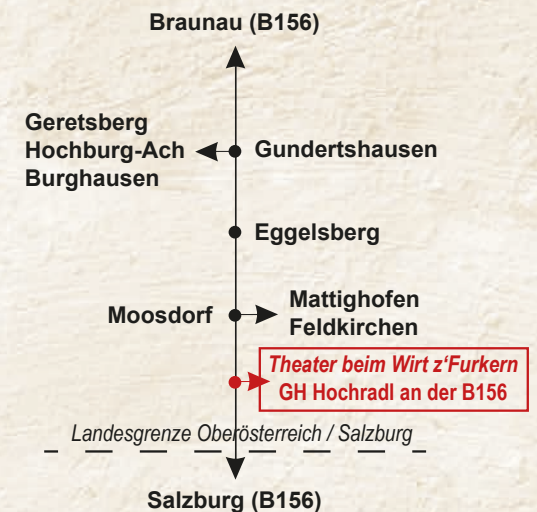 Braunau (B156)
Geretsberg
Hochburg-Ach
Burghausen
Gundertshausen
Eggelsberg
Moosdorf
Mattighofen
Feldkirchen
Theater beim Wirt z‘Furkern
GH Hochradl an der B156
Landesgrenze Oberösterreich / Salzburg
Salzburg (B156)